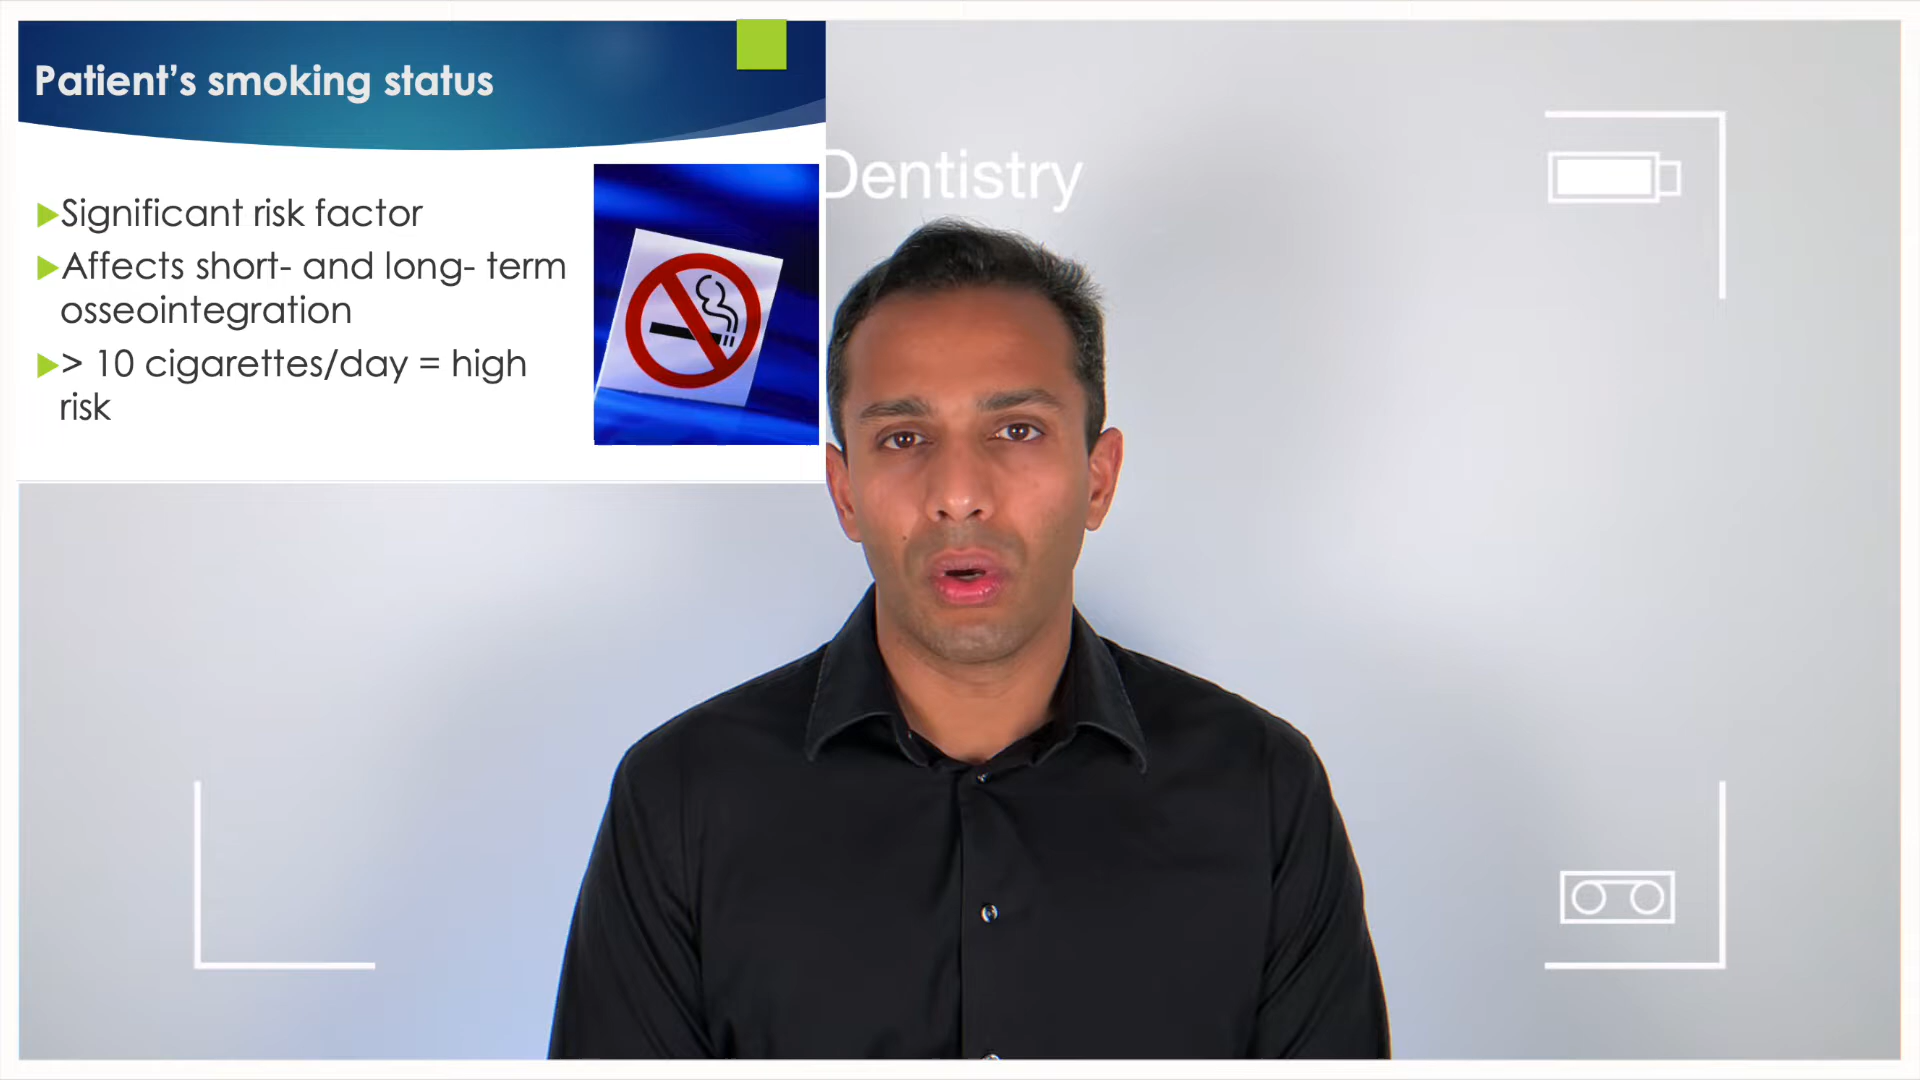 Patient's smoking status
Significant risk factor
Affects short- and long- term
osseointegration
> 10 cigarettes/day = high
risk
Dentistry